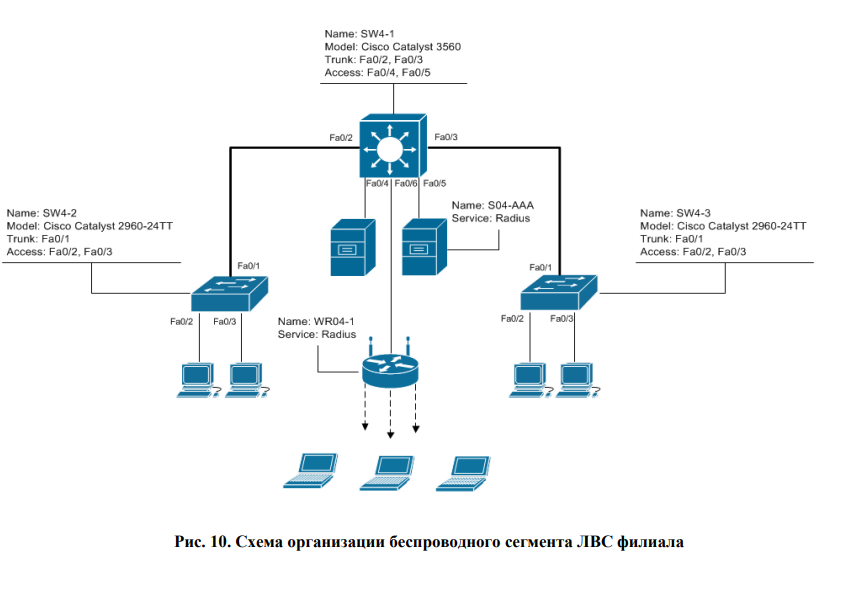 Name: SW4-1
Model: Cisco Catalyst 3560
Trunk: Fa0/2, Fa0/3
Access: Fa0/4, Fa0/5
Fa0/2
Fa0/3
Fa0/4
Fa0/6
Fa0/5
Name: S04-AAA
Service: Radius
Name: SW4-2
Model: Cisco Catalyst 2960-24TT
Trunk: Fa0/1
Access: Fa0/2, Fa0/3
Name: SW4-3
Model: Cisco Catalyst 2960-24TT
Trunk: Fa0/1
Access: Fa0/2, Fa0/3
Fa0/1
Fa0/1
Fa0/2
Fa0/3
Name: WR04-1
Service: Radius
Fa0/2
Fa0/3
Рис. 10. Схема организации беспроводного сегмента ЛВС филиала